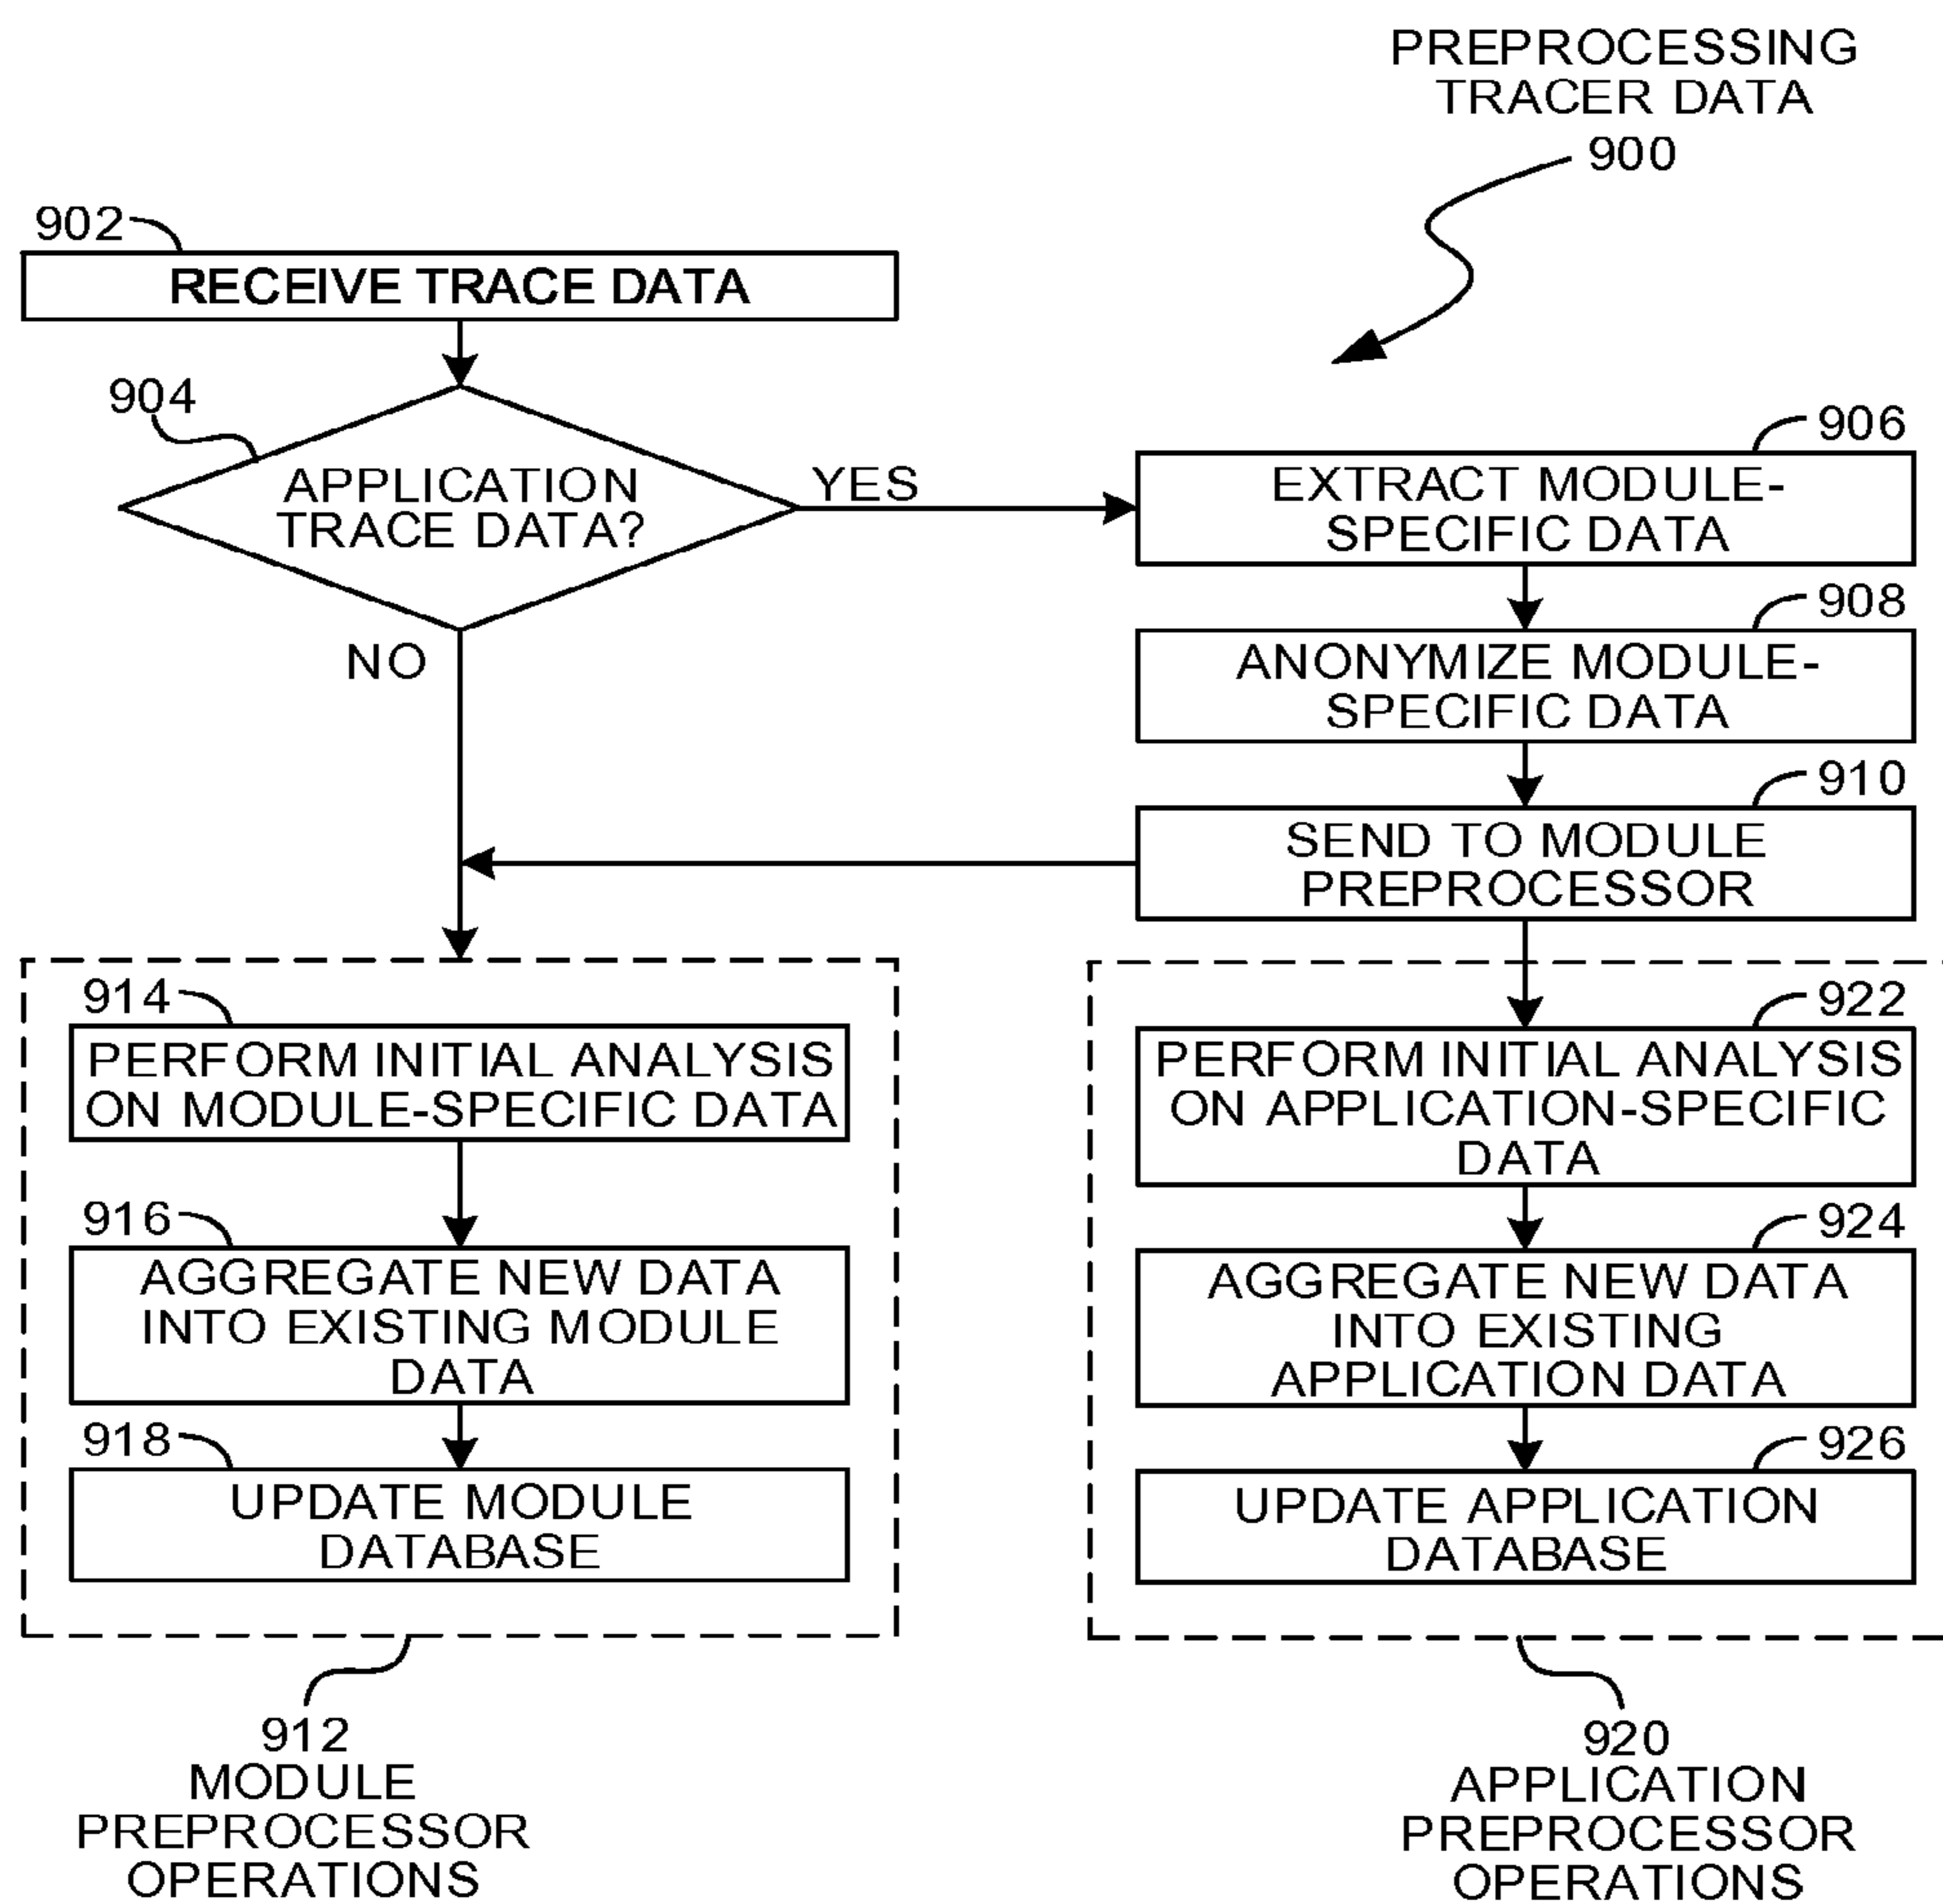 PREPROCESSING
TRACER DATA
900
902
RECEIVE TRACE DATA
904
APPLICATION
TRACE DATA?
YES
NO
906
EXTRACT MODULE-
SPECIFIC DATA
908
ANONYMIZE MODULE-
SPECIFIC DATA
910
SEND TO MODULE
PREPROCESSOR
914
PERFORM INITIAL ANALYSIS
ON MODULE-SPECIFIC DATA
916
AGGREGATE NEW DATA
INTO EXISTING MODULE
DATA
918
UPDATE MODULE
DATABASE
912
MODULE
PREPROCESSOR
OPERATIONS
922
PERFORM INITIAL ANALYSIS
ON APPLICATION-SPECIFIC
DATA
924
AGGREGATE NEW DATA
INTO EXISTING
APPLICATION DATA
926
UPDATE APPLICATION
DATABASE
920
APPLICATION
PREPROCESSOR
OPERATIONS